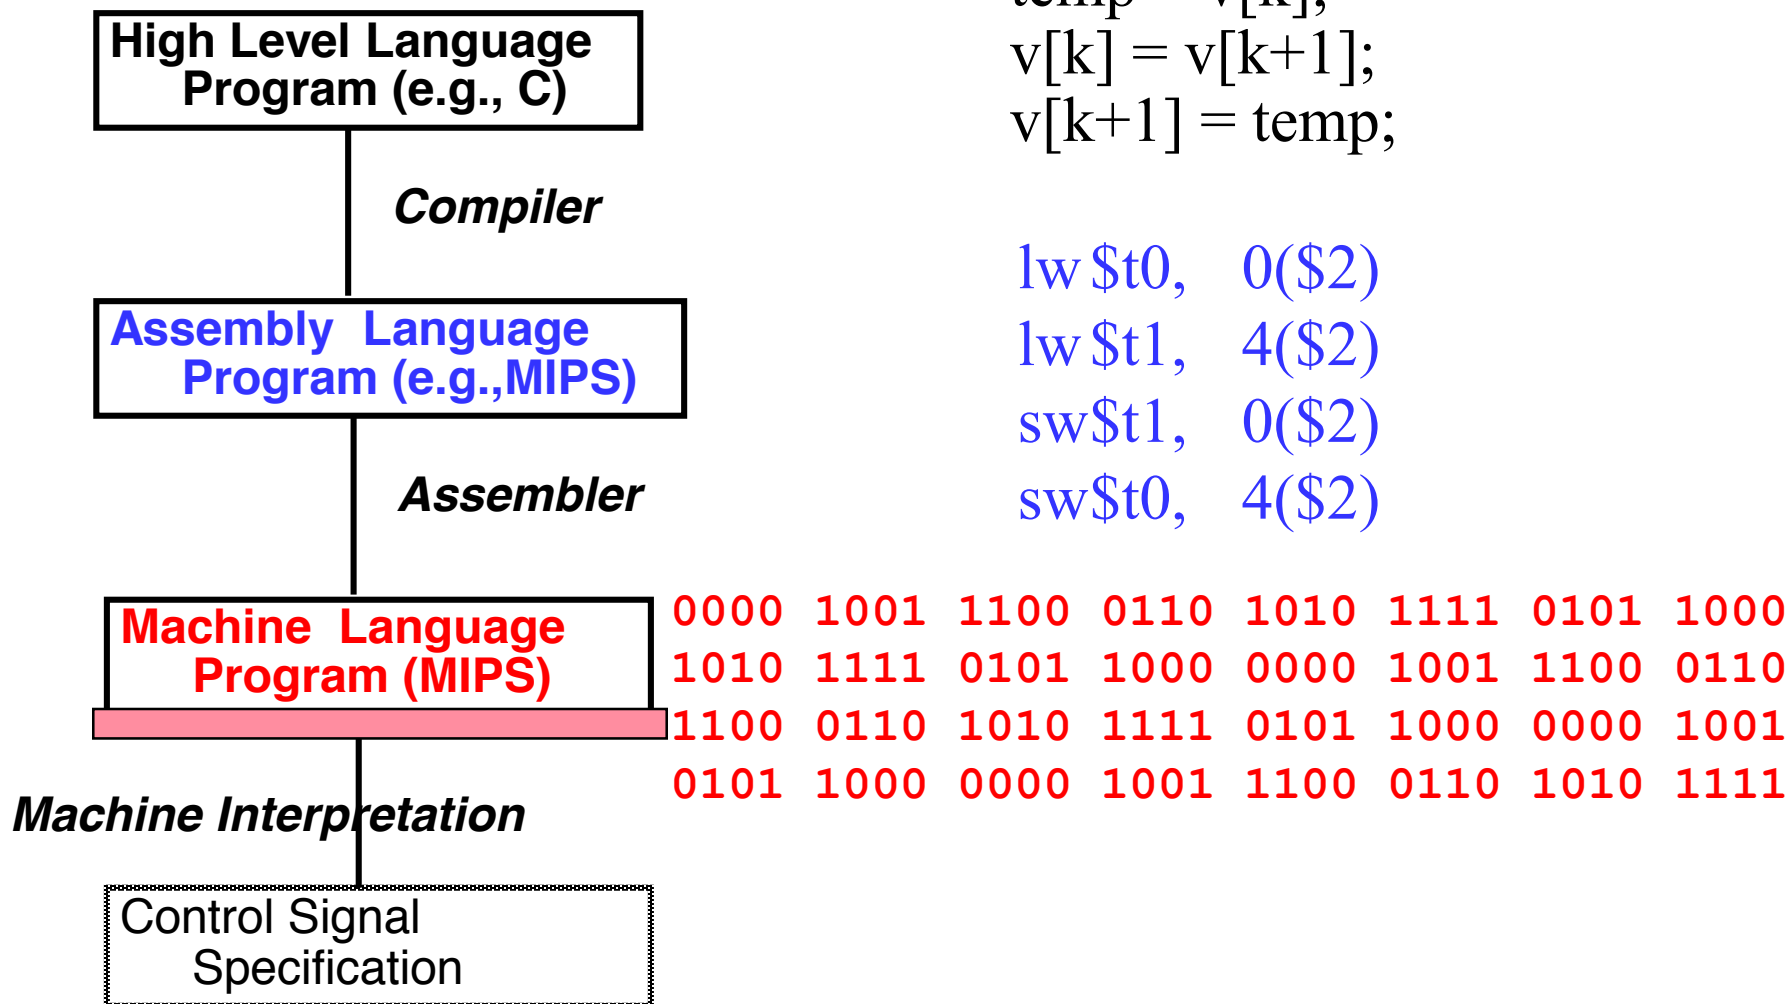 High Level Language
Program (e.g., C)
temp = v[k];
v[k] = v[k+1];
v[k+1] = temp;
Compiler
Assembly Language
Program (e.g.,MIPS)
lw $t0, 0($2)
lw $t1, 4($2)
sw$t1, 0($2)
sw$t0, 4($2)
Assembler
Machine Language
Program (MIPS)
0000 1001 1100 0110 1010 1111 0101 1000
1010 1111 0101 1000 0000 1001 1100 0110
1100 0110 1010 1111 0101 1000 0000 1001
0101 1000 0000 1001 1100 0110 1010 1111
Machine Interpretation
Control Signal
Specification